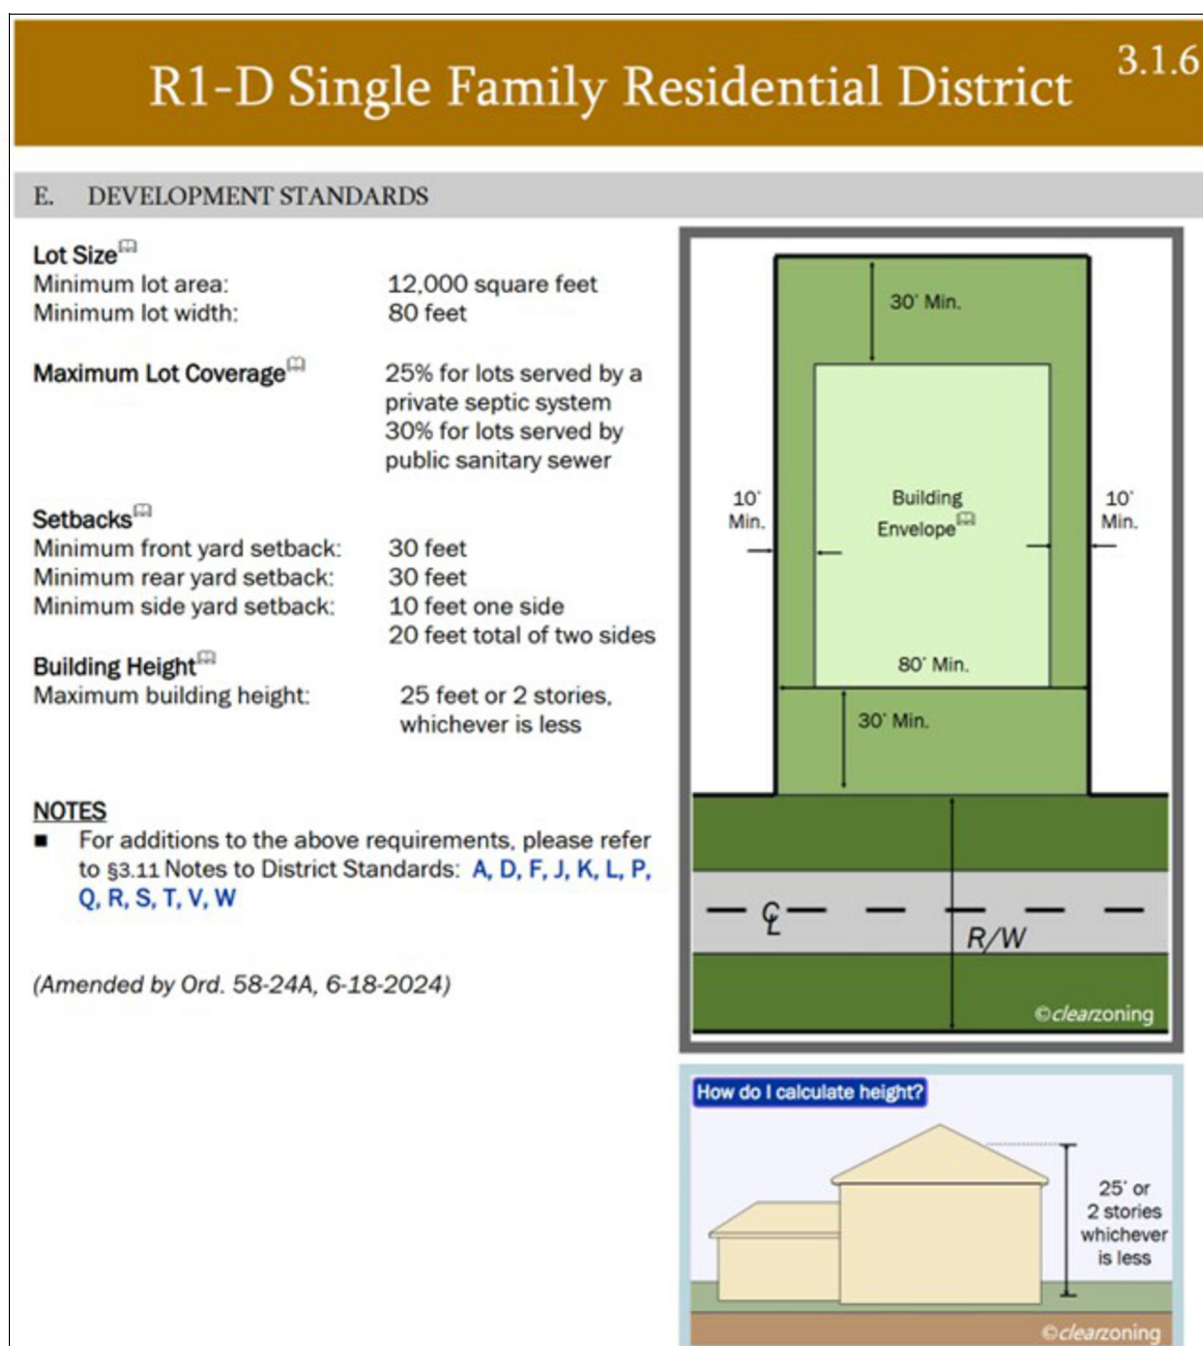 R1-D Single Family Residential District 3.1.6
E. DEVELOPMENT STANDARDS
Lot Size
Minimum lot area: 12,000 square feet
Minimum lot width: 80 feet
Maximum Lot Coverage 25% for lots served by a
private septic system
30% for lots served by
public sanitary sewer
Setbacks
Minimum front yard setback: 30 feet
Minimum rear yard setback: 30 feet
Minimum side yard setback: 10 feet one side
20 feet total of two sides
Building Height
Maximum building height: 25 feet or 2 stories,
whichever is less
NOTES
■ For additions to the above requirements, please refer
to §3.11 Notes to District Standards: A, D, F, J, K, L, P,
Q, R, S, T, V, W
(Amended by Ord. 58-24A, 6-18-2024)
30' Min.
10'
Min.
Building
Envelope
10'
Min.
80' Min.
30' Min.
CL
R/W
©clearzoning
How do I calculate height?
25' or
2 stories
whichever
is less
©clearzoning